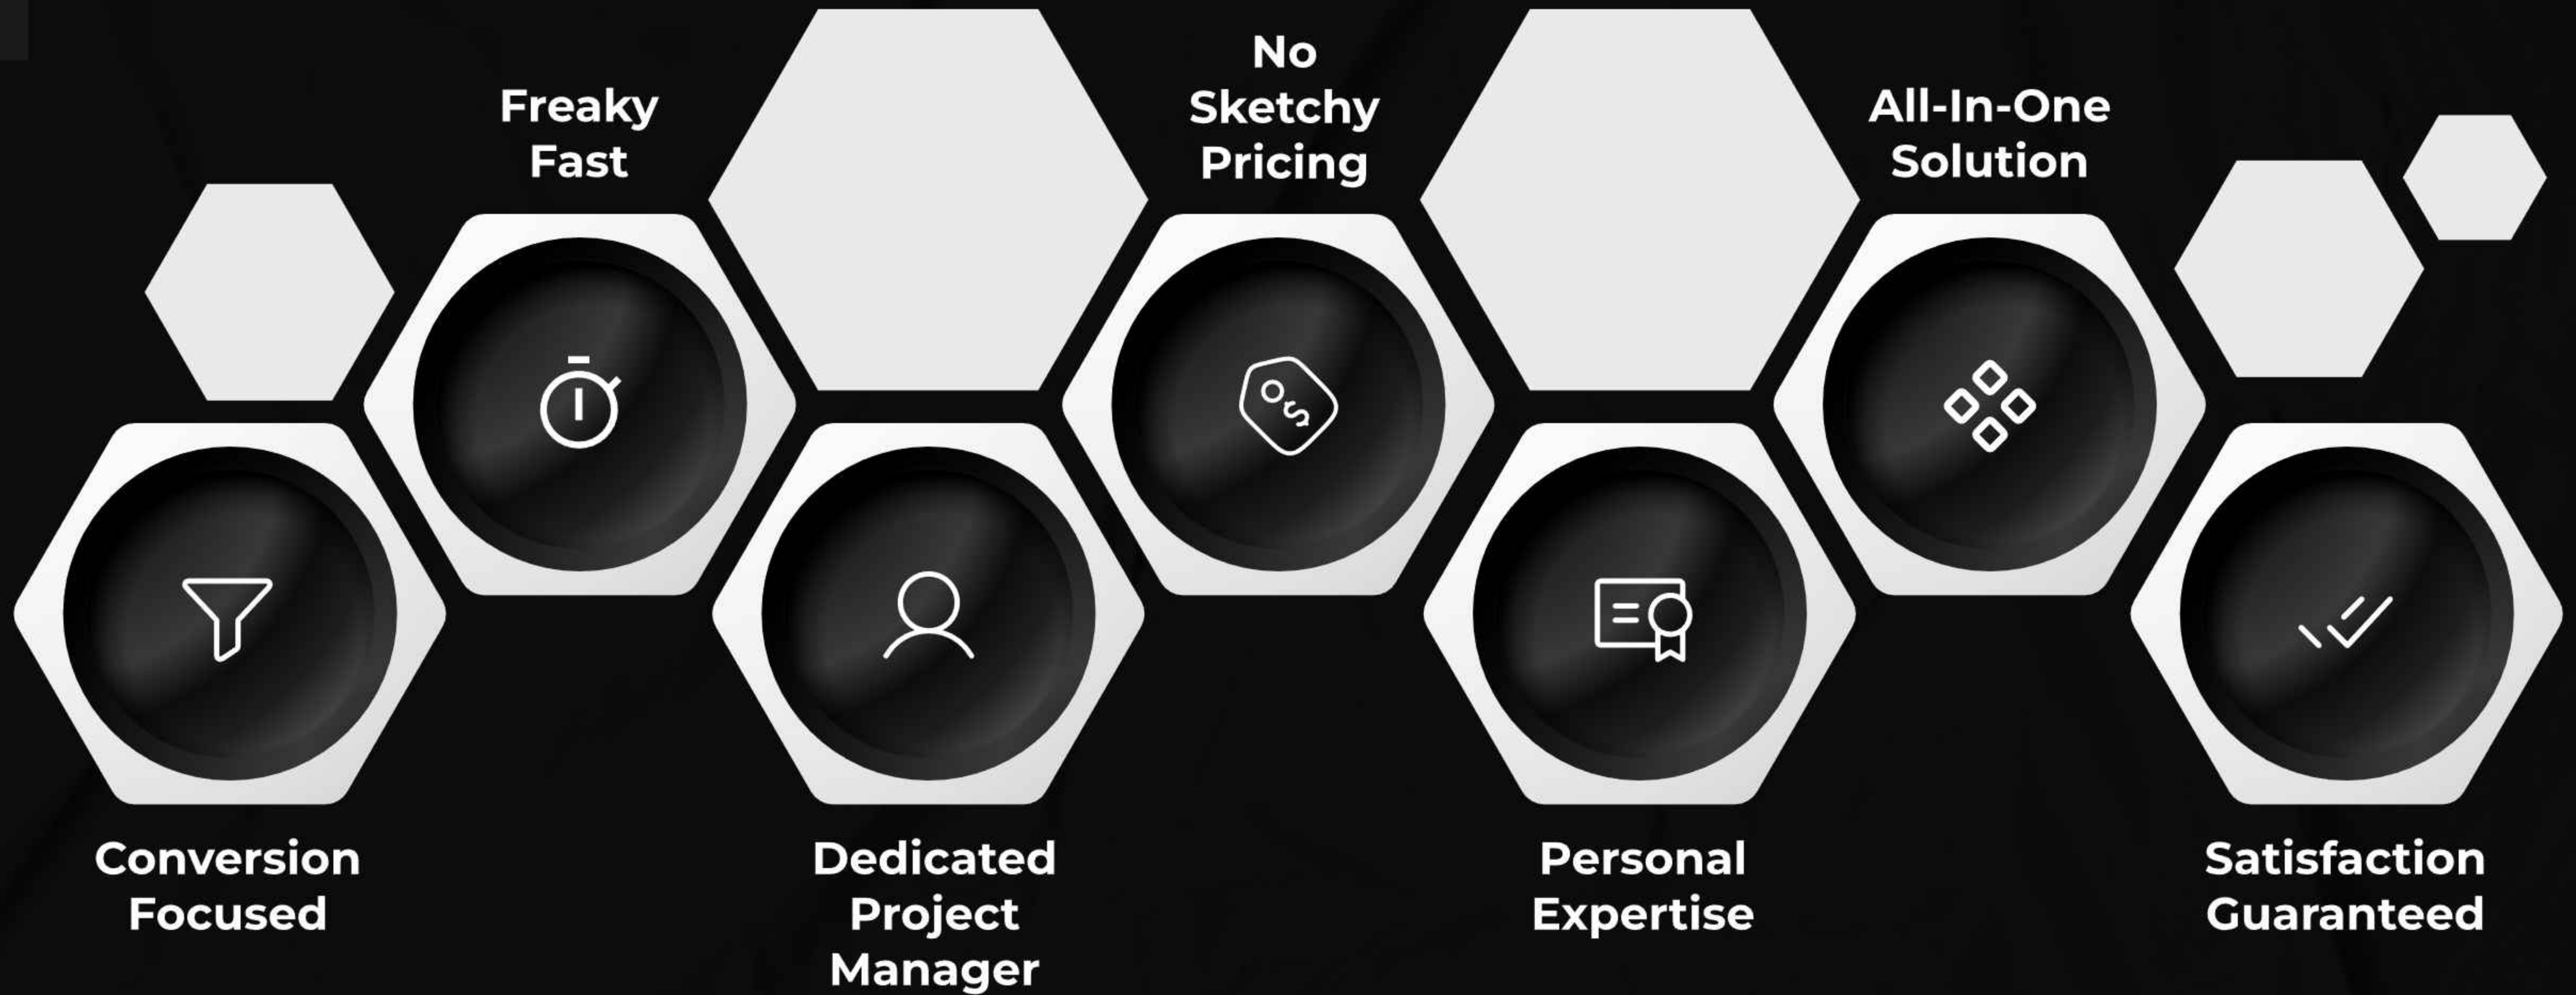 Freaky
Fast
No
Sketchy
Pricing
All-In-One
Solution
$
Conversion
Focused
Dedicated
Project
Manager
Personal
Expertise
Satisfaction
Guaranteed